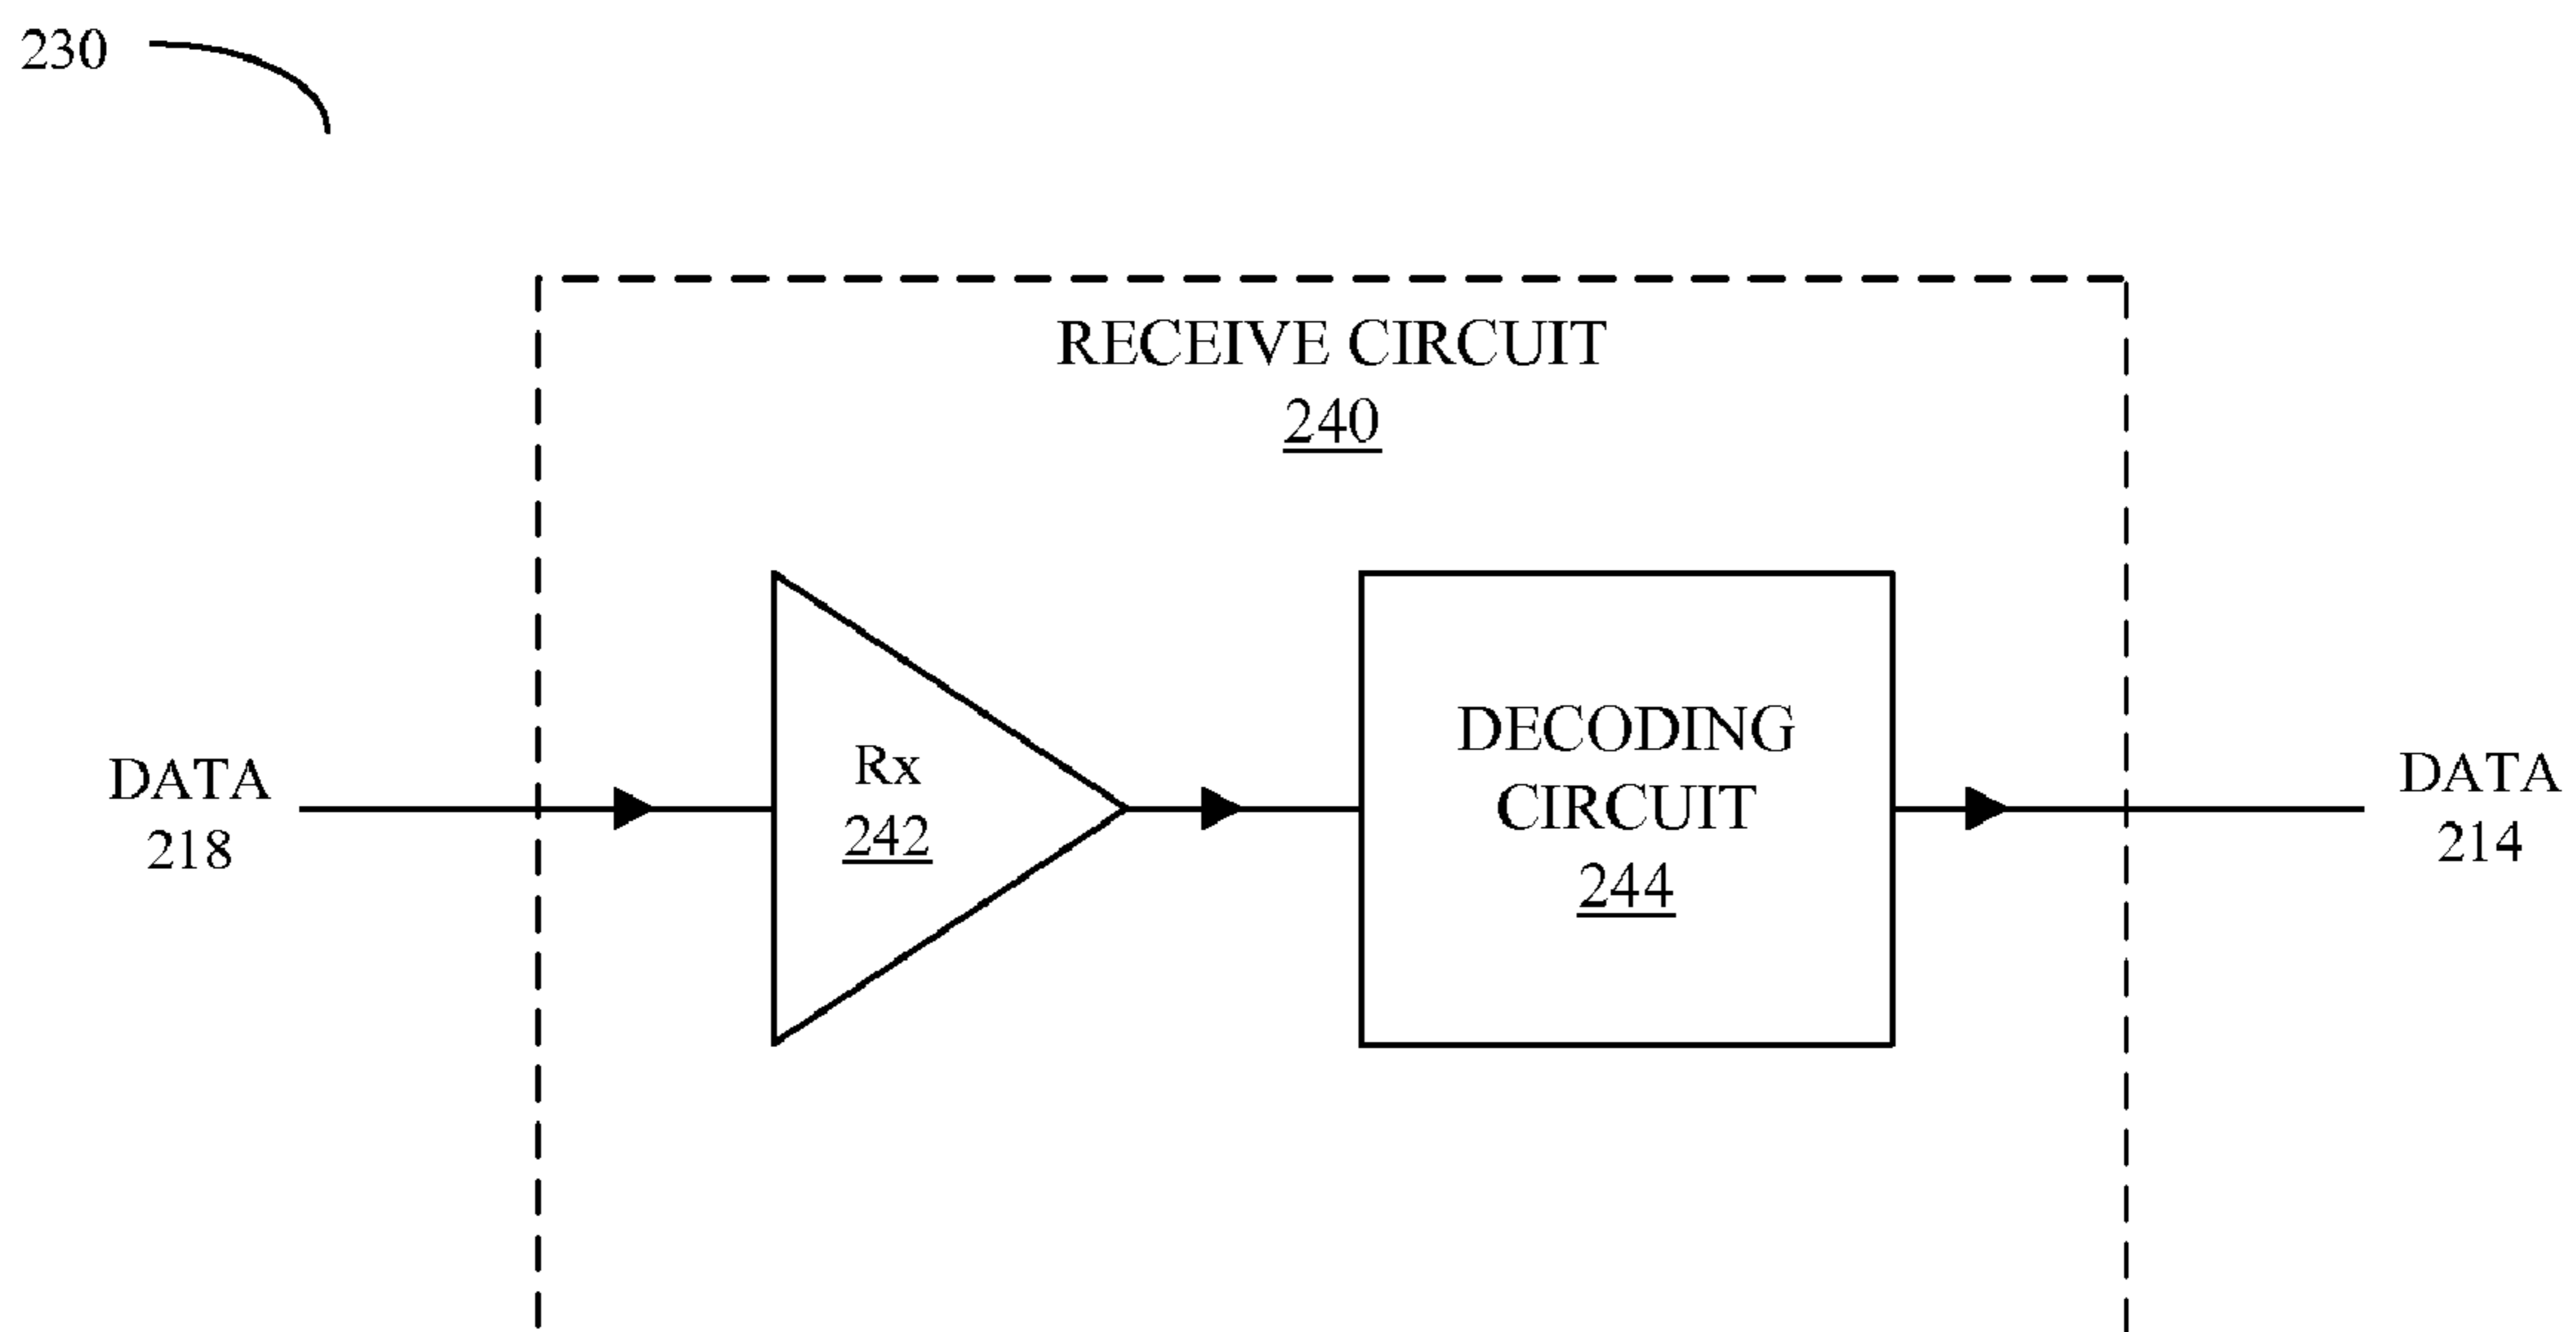 230
RECEIVE CIRCUIT
240
DATA
218
Rx
242
DECODING
CIRCUIT
244
DATA
214